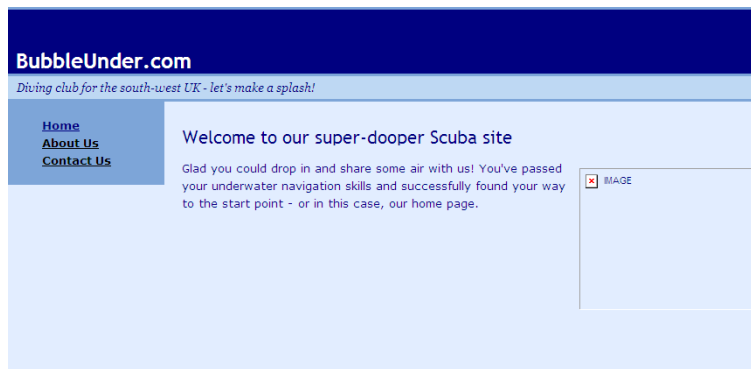 BubbleUnder.com
Diving club for the south-west UK - let's make a splash!
Home
About Us
Contact Us
Welcome to our super-dooper Scuba site
Glad you could drop in and share some air with us! You've passed
your underwater navigation skills and successfully found your way
to the start point - or in this case, our home page.
IMAGE